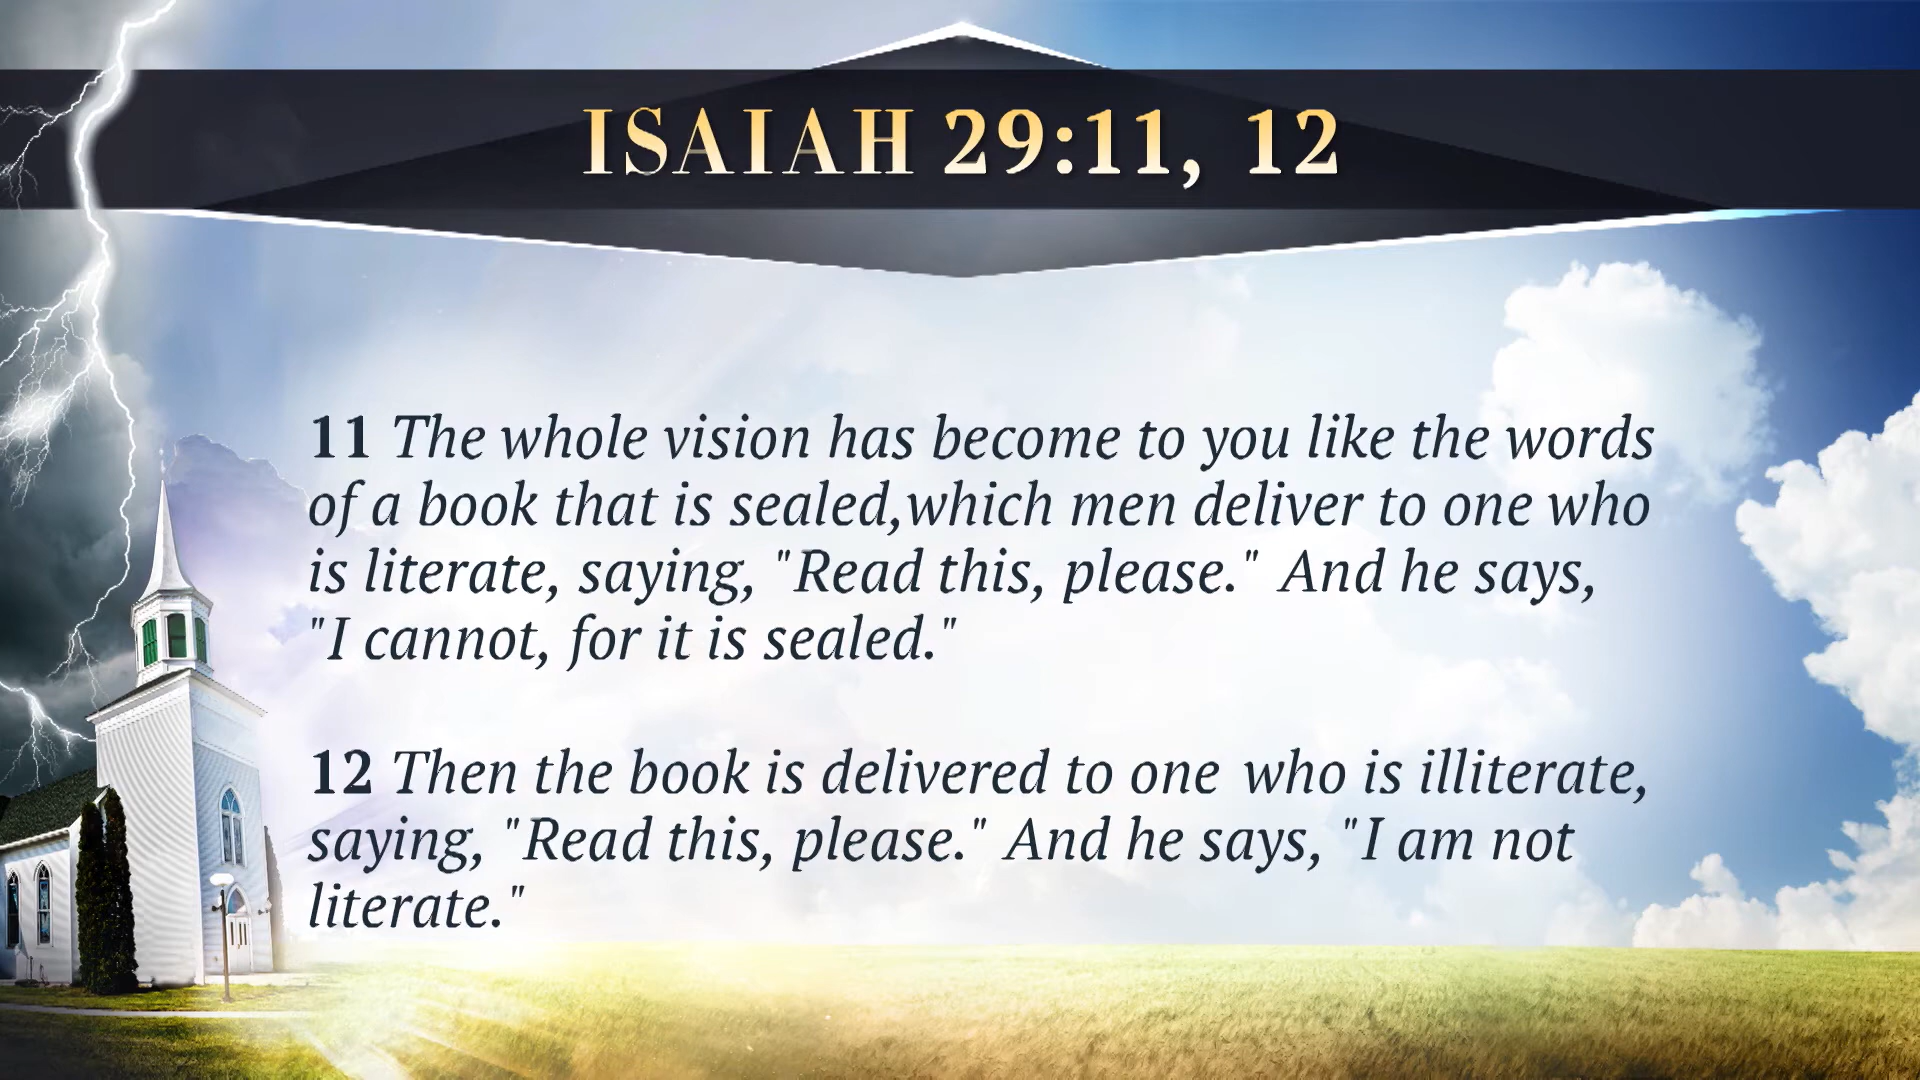 ISAIAH 29:11, 12
11 The whole vision has become to you like the words
of a book that is sealed,which men deliver to one who
is literate, saying, "Read this, please." And he says,
"I cannot, for it is sealed."
12 Then the book is delivered to one who is illiterate,
saying, "Read this, please." And he says, "I am not
literate."